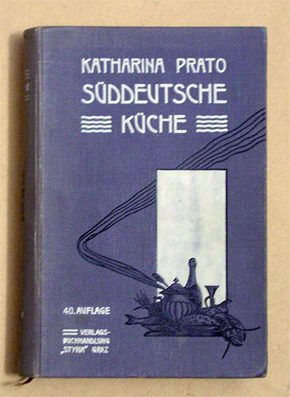 KATHARINA PRATO
SÜDDEUTSCHE
KÜCHE
40. AUFLAGE
VERLAGS-
BUCHHANDLUNG
„STYRIA" GRAZ